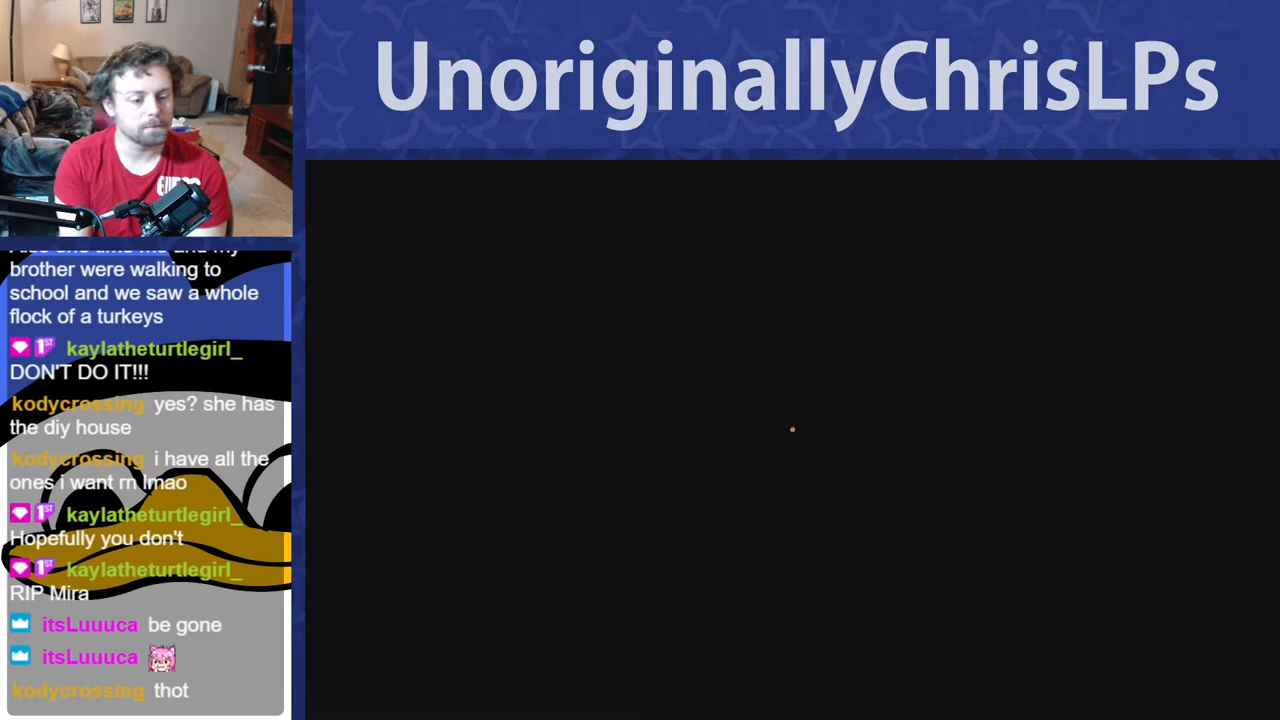 UnoriginallyChrisLPs
brother were walking to
school and we saw a whole
flock of a turkeys
kaylatheturtlegirl_
DON'T DO IT!!!
kodycrossing yes? she has
the diy house
kodycrossing i have all the
ones i want rn lmao
kaylatheturtlegirl_
Hopefully you don't
kaylatheturtlegirl_
RIP Mira
itsLuuuca be gone
itsLuuuca
kodycrossing thot